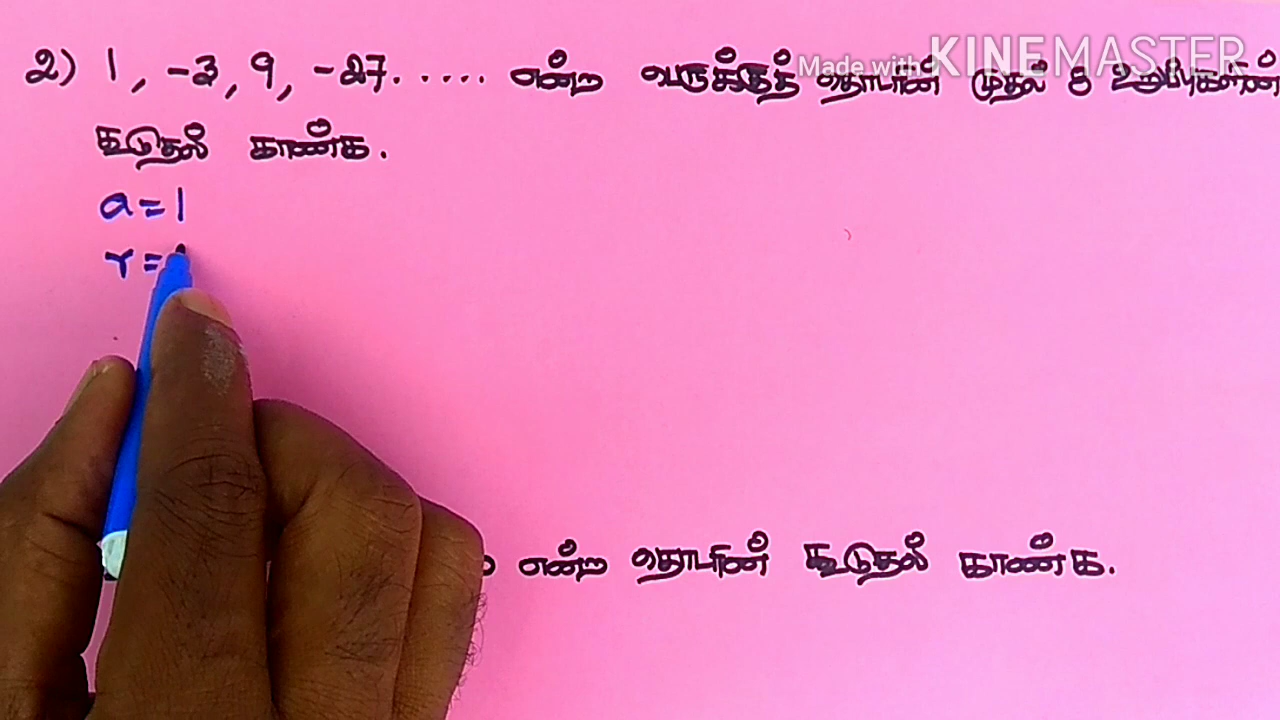 2) 1, -3, 9, -27..... என்ற பெருக்குத் தொடரின் முதல் 8 உறுப்புகளின்
Made with KINEMASTER
கூடுதல் காண்க.
a=1
r=
என்ற தொடரின் கூடுதல் காண்க.